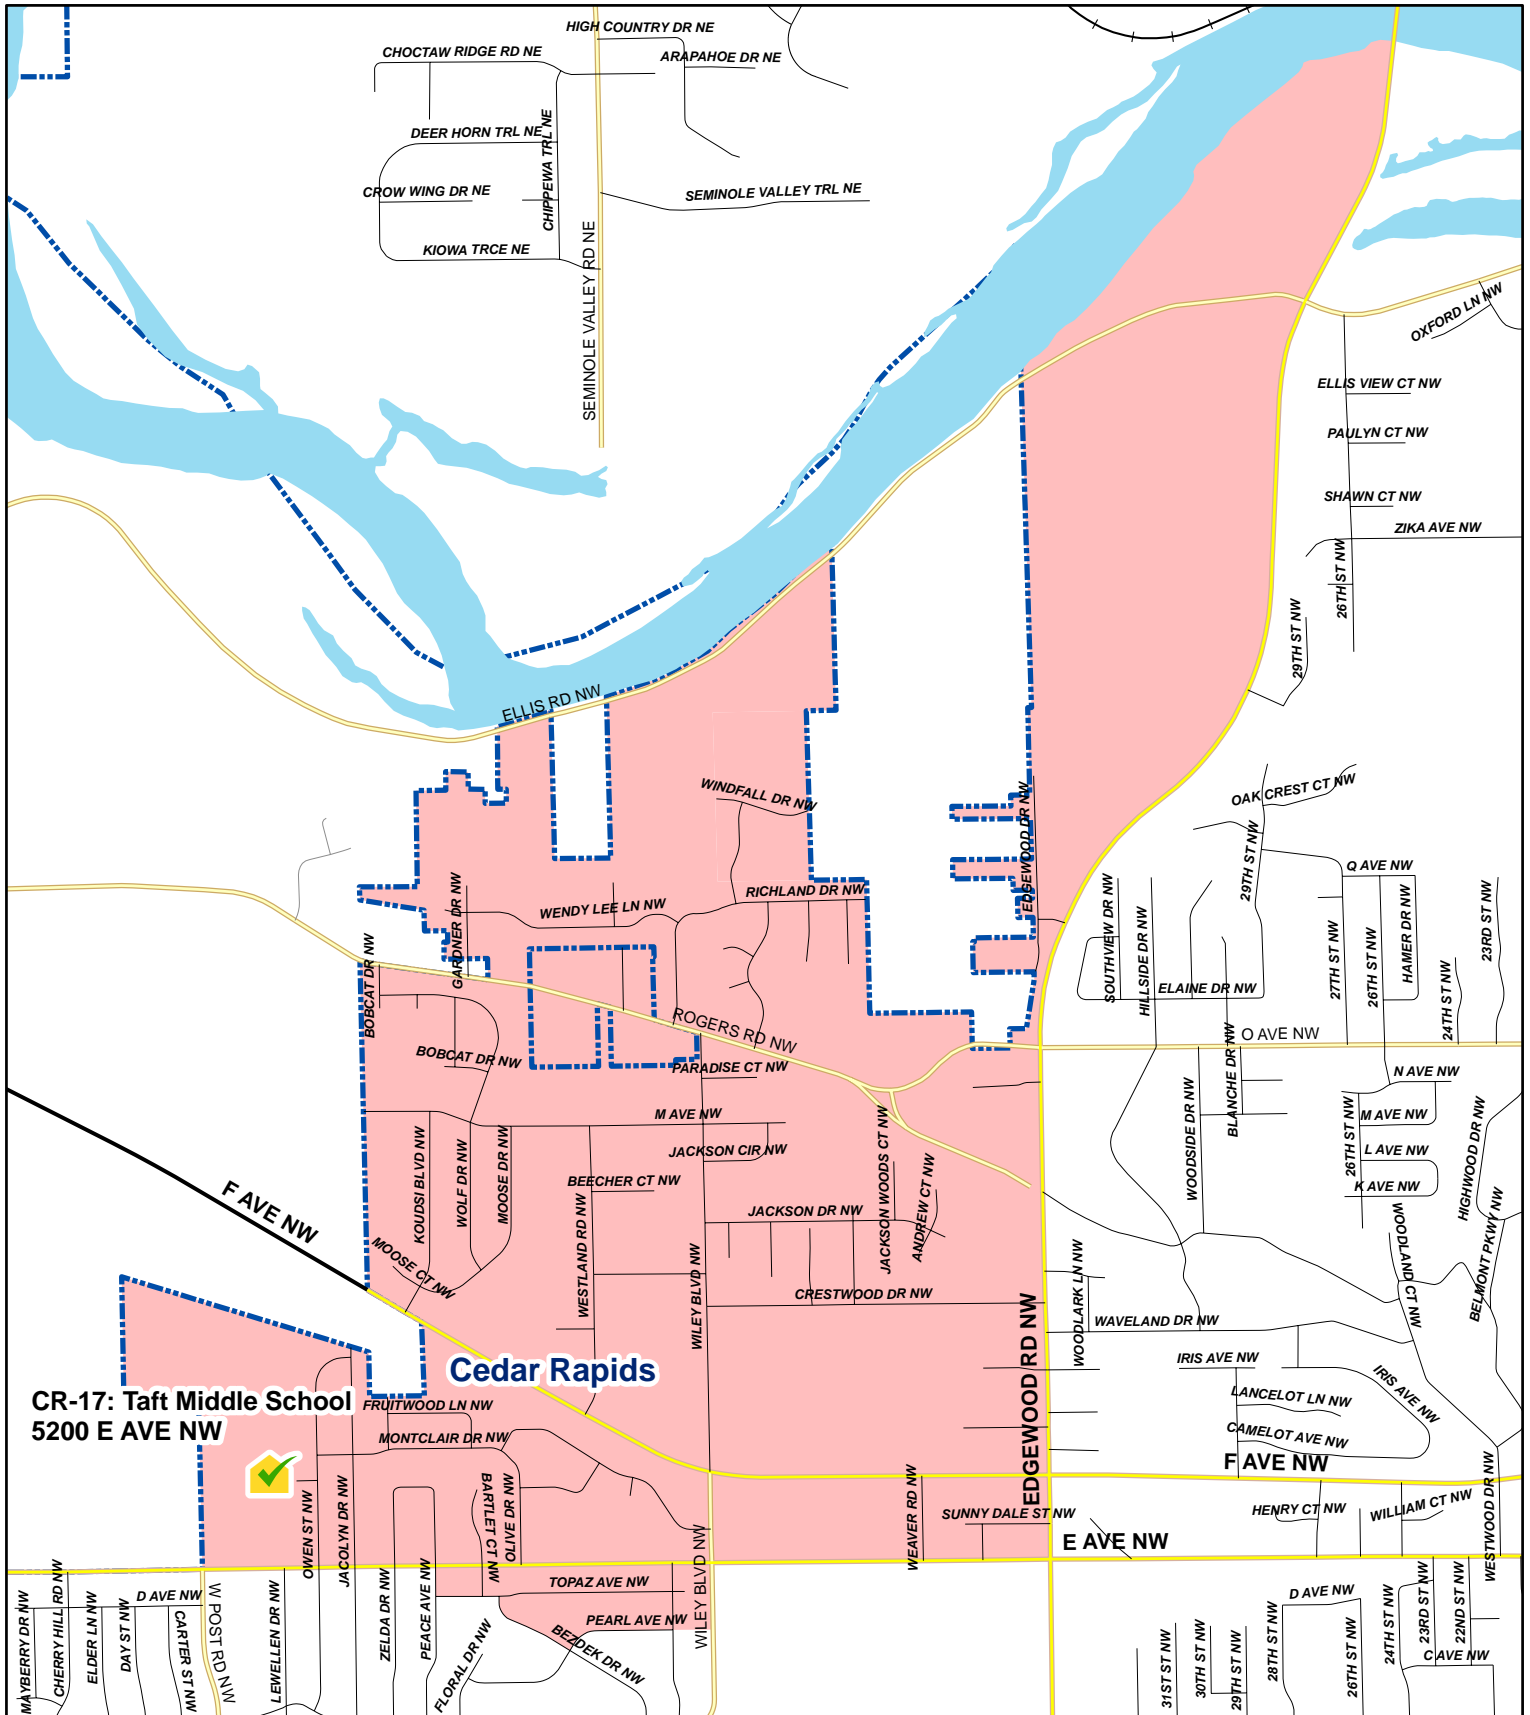 HIGH COUNTRY DR NE
CHOCTAW RIDGE RD NE
ARAPAHOE DR NE
DEER HORN TRL NE
CHIPPEWA TRL NE
CROW WING DR NE
SEMINOLE VALLEY TRL NE
KIOWA TRCE NE
SEMINOLE VALLEY RD NE
OXFORD LN NW
ELLIS VIEW CT NW
PAULYN CT NW
SHAWN CT NW
ZIKA AVE NW
26TH ST NW
29TH ST NW
ELLIS RD NW
WINDFALL DR NW
EDGEWOOD DR NW
OAK CREST CT NW
29TH ST NW
Q AVE NW
RICHLAND DR NW
WENDY LEE LN NW
GARDNER DR NW
BOBCAT DR NW
SOUTHVIEW DR NW
HILLSIDE DR NW
ELAINE DR NW
27TH ST NW
26TH ST NW
HAMER DR NW
24TH ST NW
23RD ST NW
ROGERS RD NW
O AVE NW
BOBCAT DR NW
PARADISE CT NW
BLANCHE DR NW
WOODSIDE DR NW
N AVE NW
M AVE NW
M AVE NW
26TH ST NW
L AVE NW
K AVE NW
HIGHWOOD DR NW
JACKSON CIR NW
BEECHER CT NW
JACKSON WOODS CT NW
ANDREW CT NW
KOUDSI BLVD NW
WOLF DR NW
MOOSE DR NW
F AVE NW
MOOSE CT NW
WESTLAND RD NW
WILEY BLVD NW
JACKSON DR NW
CRESTWOOD DR NW
WOODLAND CT NW
BELMONT PKWY NW
WOODLARK LN NW
WAVELAND DR NW
EDGEWOOD RD NW
Cedar Rapids
IRIS AVE NW
IRIS AVE NW
LANCELOT LN NW
CAMELOT AVE NW
CR-17: Taft Middle School
5200 E AVE NW
FRUITWOOD LN NW
MONTCLAIR DR NW
F AVE NW
BARTLET CT NW
OLIVE DR NW
OWEN ST NW
JACOLYN DR NW
WEAVER RD NW
SUNNY DALE ST NW
HENRY CT NW
WILLIAM CT NW
WESTWOOD DR NW
E AVE NW
WILEY BLVD NW
D AVE NW
MAYBERRY DR NW
CHERRY HILL RD NW
ELDER LN NW
DAY ST NW
CARTER ST NW
W POST RD NW
LEWELLEN DR NW
ZELDA DR NW
PEACE AVE NW
FLORAL DR NW
TOPAZ AVE NW
PEARL AVE NW
BEZDEK DR NW
D AVE NW
31ST ST NW
30TH ST NW
29TH ST NW
28TH ST NW
26TH ST NW
24TH ST NW
23RD ST NW
22ND ST NW
C AVE NW